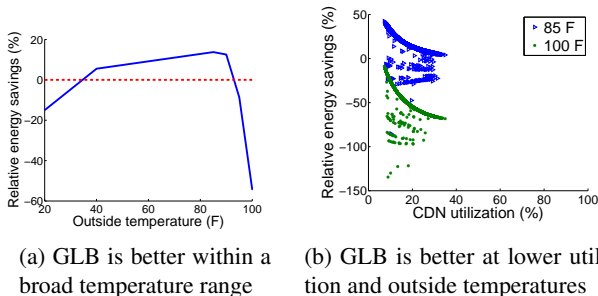 Relative energy savings (%)
20
0
−20
−40
−60
20
40
60
80
100
Outside temperature (F)
Relative energy savings (%)
50
0
−50
−100
−150
0
20
40
60
80
100
CDN utilization (%)
85 F
100 F
(a) GLB is better within a
broad temperature range
(b) GLB is better at lower util
tion and outside temperatures